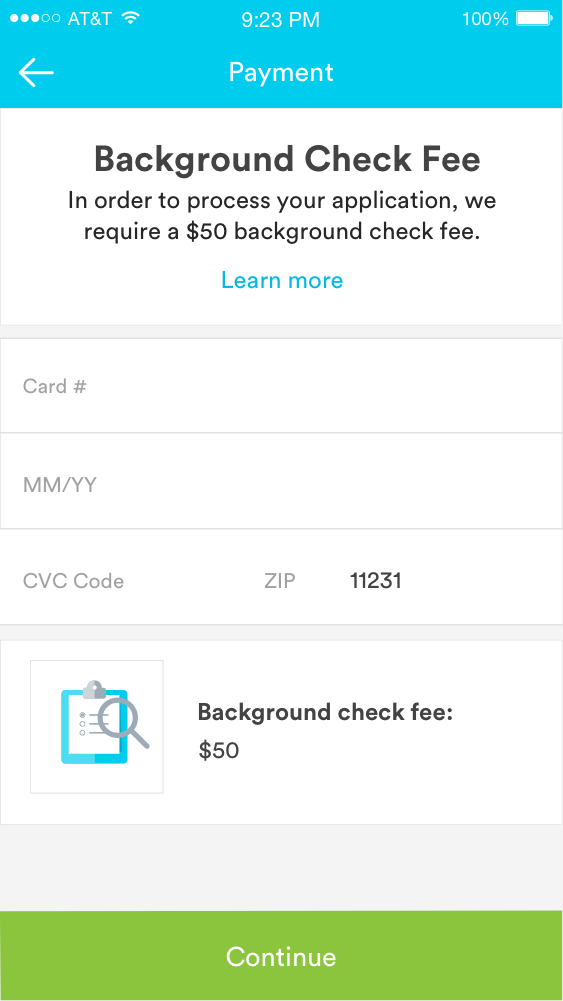 AT&T 9:23 PM 100%
Payment
Background Check Fee
In order to process your application, we
require a $50 background check fee.
Learn more
Card #
MM/YY
CVC Code ZIP 11231
Background check fee:
$50
Continue